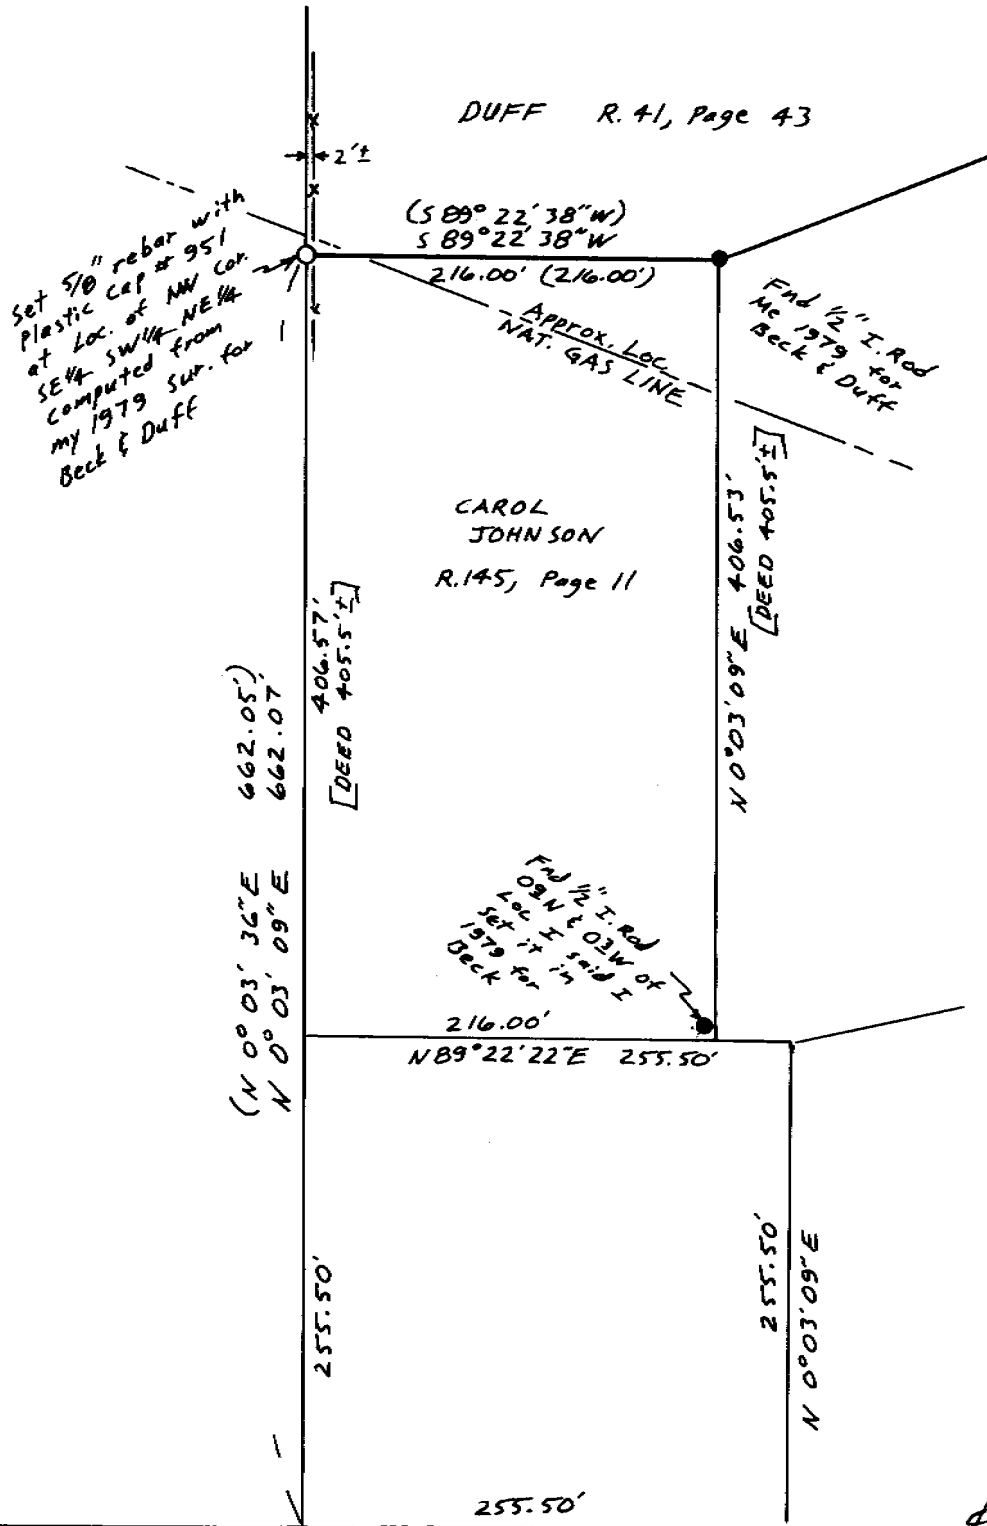 DUFF R. 41, Page 43
2'±
(S 89° 22' 38" W)
S 89° 22' 38" W
216.00' (216.00')
Set 5/8" rebar with
Plastic Cap # 951
at Loc. of NW Cor.
SE¼ SW¼ NE¼
Computed from
my 1979 Sur. for
Beck & Duff
Approx. Loc.
NAT. GAS LINE
Fnd ½" I. Rod
Me 1979 for
Beck & Duff
CAROL
JOHNSON
R.145, Page 11
N 0° 03' 09" E 406.53'
[DEED 405.5'±]
406.57'
[DEED 405.5'±]
(N 0° 03' 36" E 662.05')
N 0° 03' 09" E 662.07'
Fnd ½" I. Rod
of
Loc I said I
Set it in
1979 for
Beck
216.00'
N 89° 22' 22" E 255.50'
255.50'
255.50'
N 0° 03' 09" E
255.50'